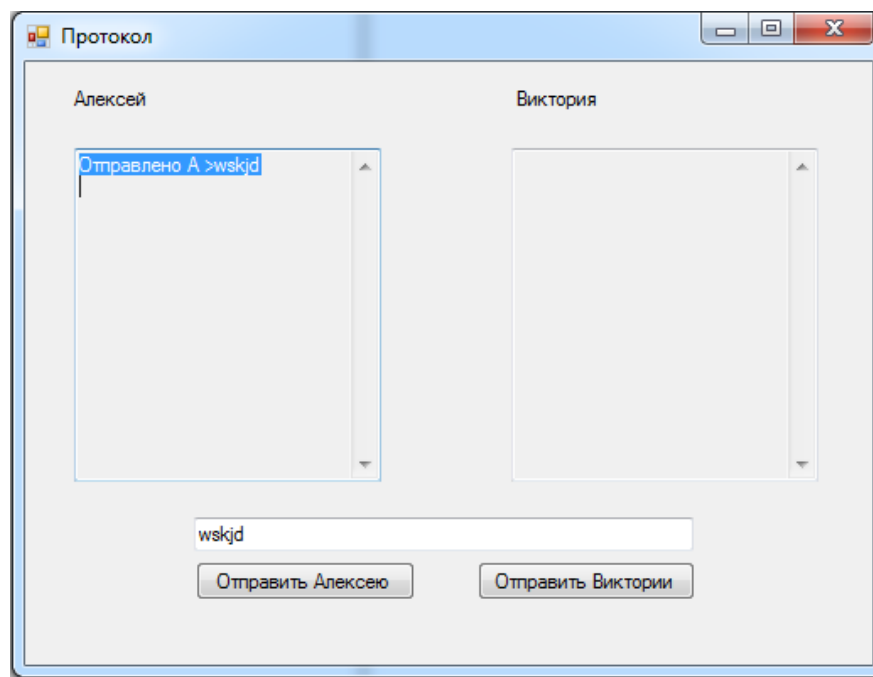 Протокол
Алексей
Виктория
Отправлено А >wskjd
wskjd
Отправить Алексею
Отправить Виктории